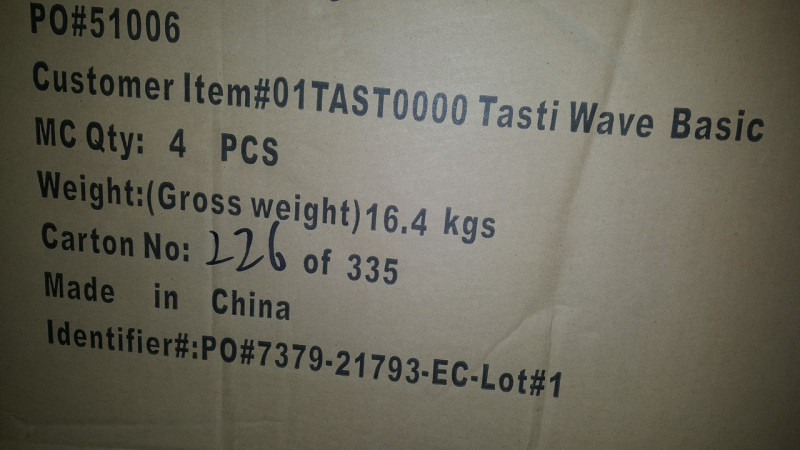 PO#51006
Customer Item#01TAST0000 Tasti Wave Basic
MC Qty: 4 PCS
Weight:(Gross weight)16.4 kgs
Carton No: 226 of 335
Made in China
Identifier#:PO#7379-21793-EC-Lot#1